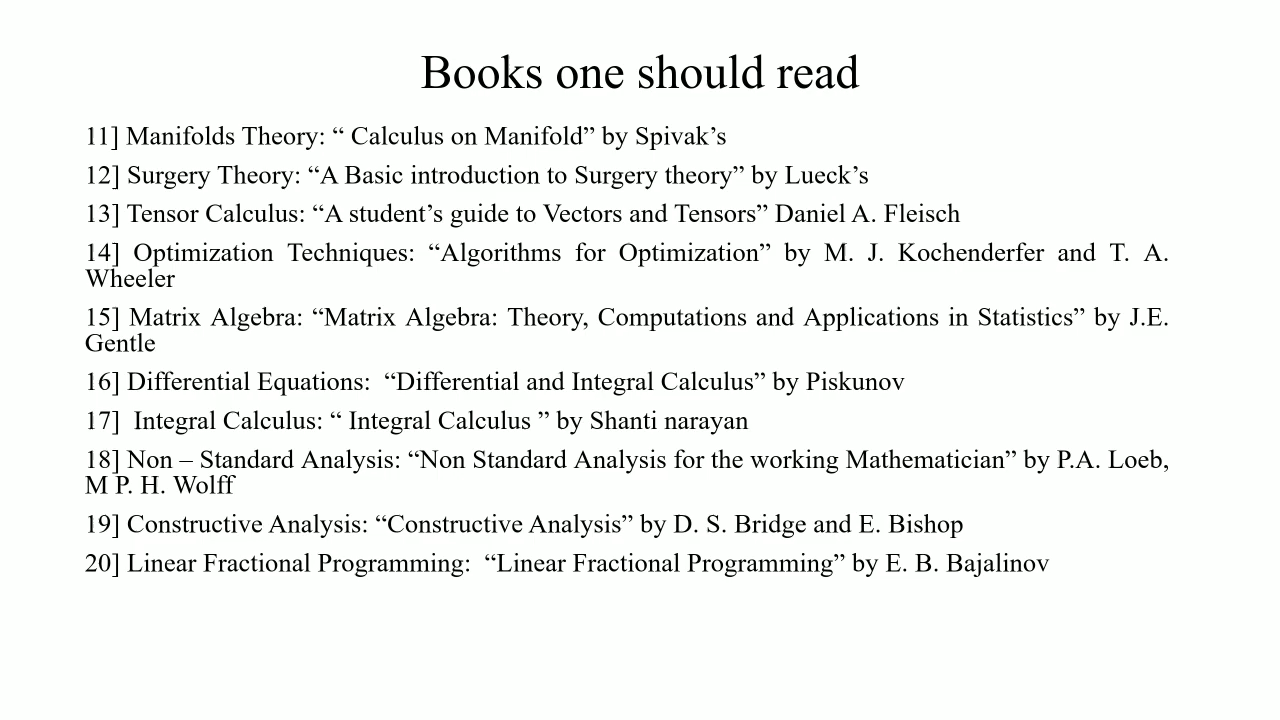 Books one should read
11] Manifolds Theory: “ Calculus on Manifold” by Spivak’s
12] Surgery Theory: “A Basic introduction to Surgery theory” by Lueck’s
13] Tensor Calculus: “A student’s guide to Vectors and Tensors” Daniel A. Fleisch
14] Optimization Techniques: “Algorithms for Optimization” by M. J. Kochenderfer and T. A.
Wheeler
15] Matrix Algebra: “Matrix Algebra: Theory, Computations and Applications in Statistics” by J.E.
Gentle
16] Differential Equations:  “Differential and Integral Calculus” by Piskunov
17]  Integral Calculus: “ Integral Calculus ” by Shanti narayan
18] Non – Standard Analysis: “Non Standard Analysis for the working Mathematician” by P.A. Loeb,
M P. H. Wolff
19] Constructive Analysis: “Constructive Analysis” by D. S. Bridge and E. Bishop
20] Linear Fractional Programming:  “Linear Fractional Programming” by E. B. Bajalinov